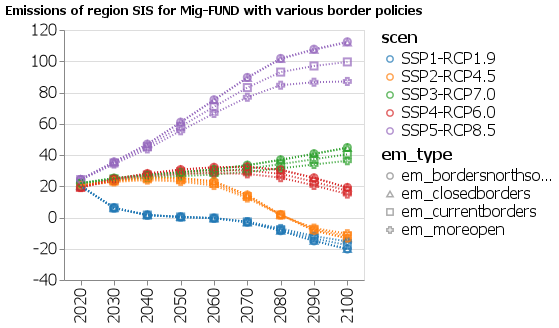 Emissions of region SIS for Mig-FUND with various border policies
120
100
80
60
40
20
0
−20
−40
2020
2030
2040
2050
2060
2070
2080
2090
2100
scen
SSP1-RCP1.9
SSP2-RCP4.5
SSP3-RCP7.0
SSP4-RCP6.0
SSP5-RCP8.5
em_type
em_bordersnorthso...
em_closedborders
em_currentborders
em_moreopen